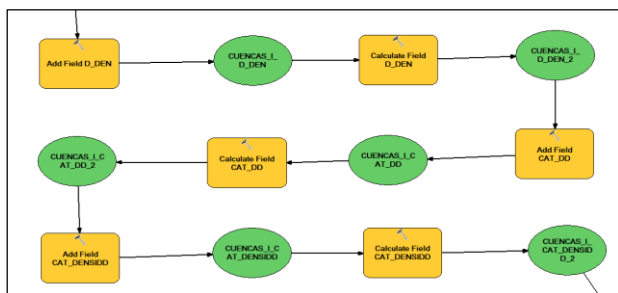 Add Field D_DEN
CUENCAS_I_
D_DEN
Calculate Field
D_DEN
CUENCAS_I_
D_DEN_2
CUENCAS_I_C
AT_DD_2
Calculate Field
CAT_DD
CUENCAS_I_C
AT_DD
Add Field
CAT_DD
Add Field
CAT_DENSIDD
CUENCAS_I_C
AT_DENSIDD
Calculate Field
CAT_DENSIDD
CUENCAS_I_
CAT_DENSID
D_2